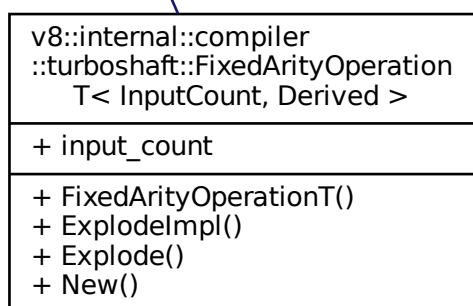 v8::internal::compiler
::turboshaft::FixedArityOperation
T< InputCount, Derived >
+ input_count
+ FixedArityOperationT()
+ ExplodeImpl()
+ Explode()
+ New()